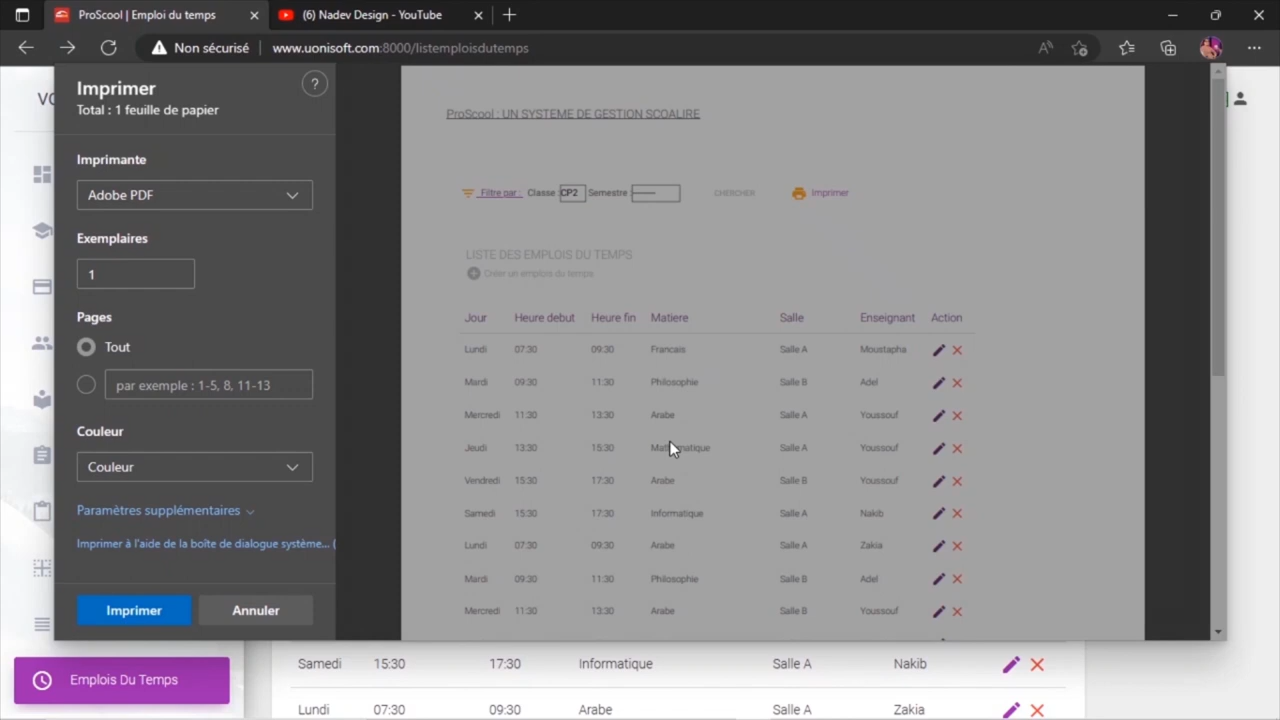 ProScool | Emploi du temps
(6) Nadev Design - YouTube
Non sécurisé www.uonisoft.com:8000/listemploisdutemps
Imprimer ?
Total : 1 feuille de papier
Imprimante
Adobe PDF
Exemplaires
1
Pages
Tout
par exemple : 1-5, 8, 11-13
Couleur
Couleur
Paramètres supplémentaires
Imprimer à l'aide de la boîte de dialogue système... (
Imprimer Annuler
VO
ProScool : UN SYSTEME DE GESTION SCOALIRE
Filtre par : Classe CP2 Semestre -------- CHERCHER Imprimer
LISTE DES EMPLOIS DU TEMPS
Créer un emplois du temps
Jour Heure debut Heure fin Matiere Salle Enseignant Action
Lundi 07:30 09:30 Francais Salle A Moustapha
Mardi 09:30 11:30 Philosophie Salle B Adel
Mercredi 11:30 13:30 Arabe Salle A Youssouf
Jeudi 13:30 15:30 Mathematique Salle A Youssouf
Vendredi 15:30 17:30 Arabe Salle B Youssouf
Samedi 15:30 17:30 Informatique Salle A Nakib
Lundi 07:30 09:30 Arabe Salle A Zakia
Mardi 09:30 11:30 Philosophie Salle B Adel
Mercredi 11:30 13:30 Arabe Salle B Youssouf
Emplois Du Temps
Samedi 15:30 17:30 Informatique Salle A Nakib
Lundi 07:30 09:30 Arabe Salle A Zakia